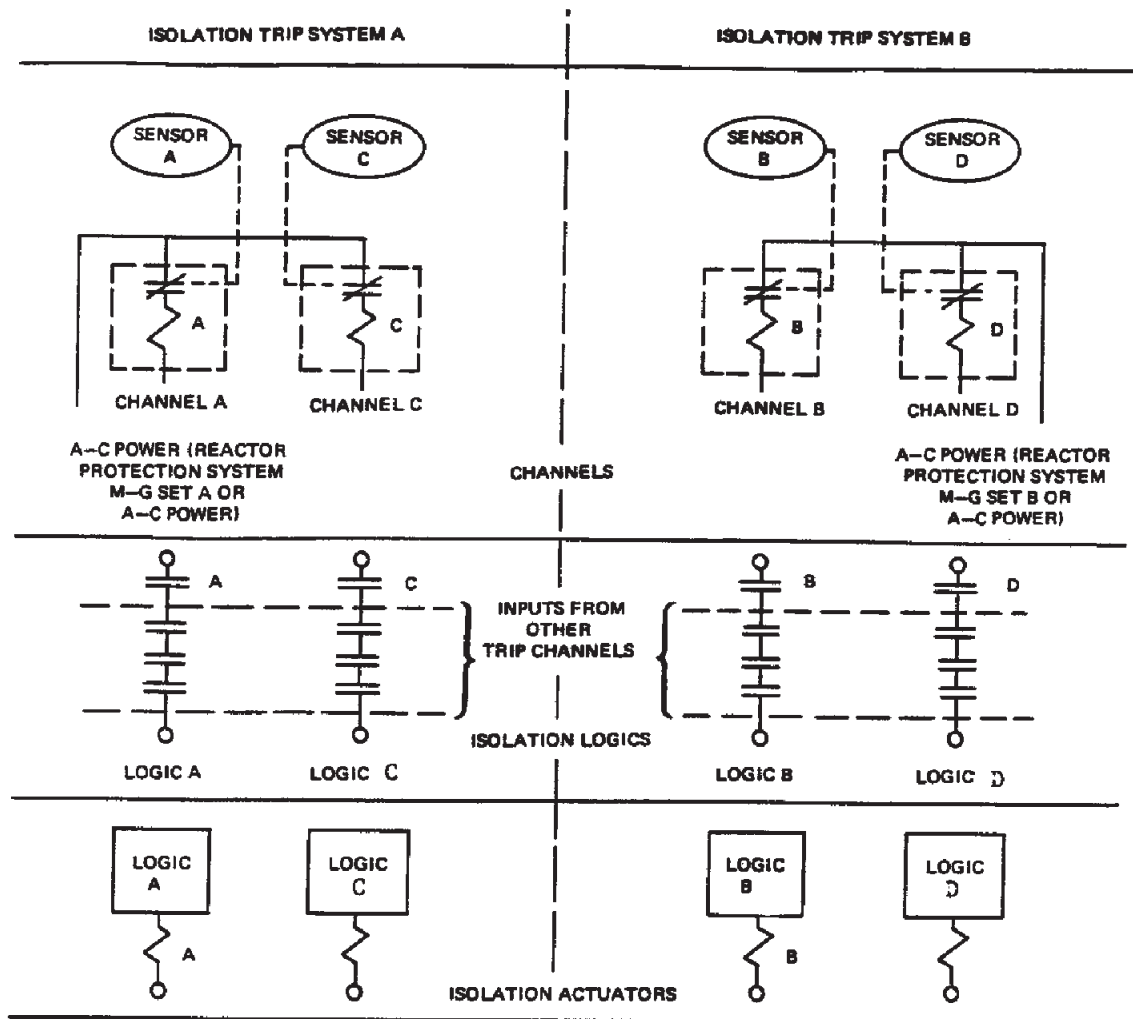 ISOLATION TRIP SYSTEM A
ISOLATION TRIP SYSTEM B
SENSOR
A
SENSOR
C
SENSOR
B
SENSOR
D
A
C
B
D
CHANNEL A
CHANNEL C
CHANNEL B
CHANNEL D
A–C POWER (REACTOR
PROTECTION SYSTEM
M–G SET A OR
A–C POWER)
CHANNELS
A–C POWER (REACTOR
PROTECTION SYSTEM
M–G SET B OR
A–C POWER)
A
C
B
D
INPUTS FROM
OTHER
TRIP CHANNELS
ISOLATION LOGICS
LOGIC A
LOGIC C
LOGIC B
LOGIC D
LOGIC
A
LOGIC
C
LOGIC
B
LOGIC
D
A
B
ISOLATION ACTUATORS